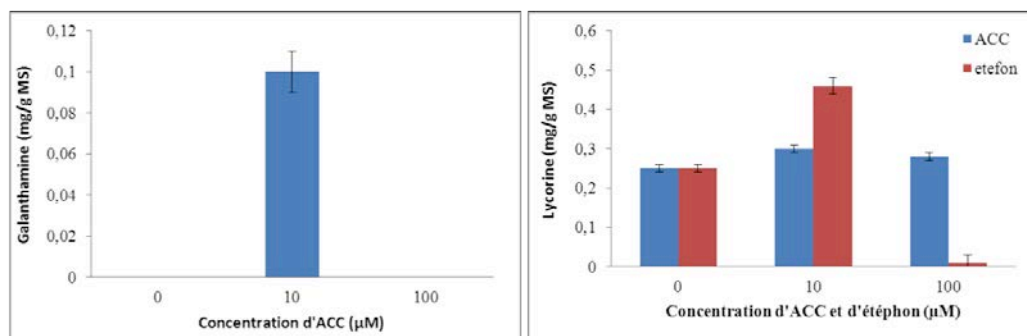 Galanthamine (mg/g MS)
0,12
0,1
0,08
0,06
0,04
0,02
0
0 10 100
Concentration d'ACC (µM)
Lycorine (mg/g MS)
0,6
0,5
0,4
0,3
0,2
0,1
0
0 10 100
Concentration d'ACC et d'étéphon (µM)
ACC
etefon